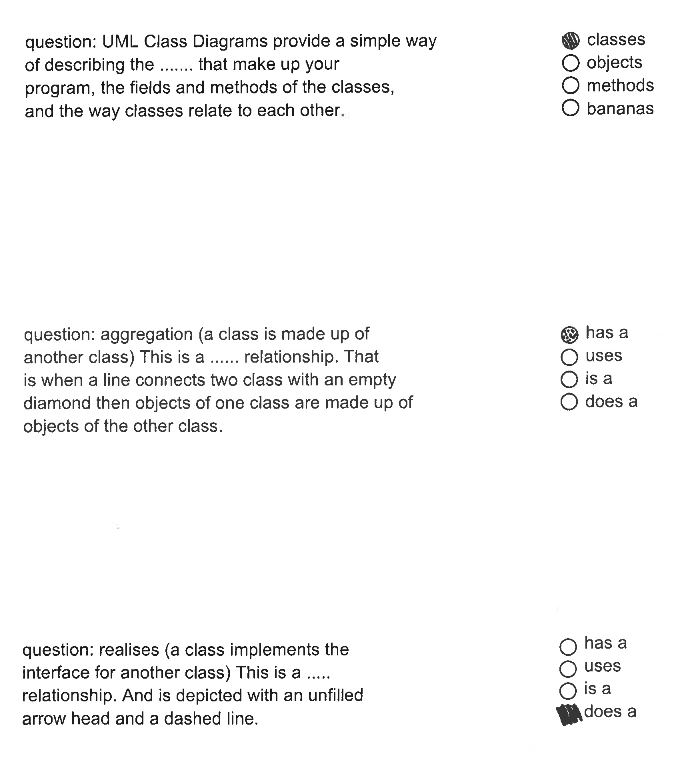 question: UML Class Diagrams provide a simple way
of describing the ....... that make up your
program, the fields and methods of the classes,
and the way classes relate to each other.
classes
objects
methods
bananas
question: aggregation (a class is made up of
another class) This is a ...... relationship. That
is when a line connects two class with an empty
diamond then objects of one class are made up of
objects of the other class.
has a
uses
is a
does a
question: realises (a class implements the
interface for another class) This is a .....
relationship. And is depicted with an unfilled
arrow head and a dashed line.
has a
uses
is a
does a